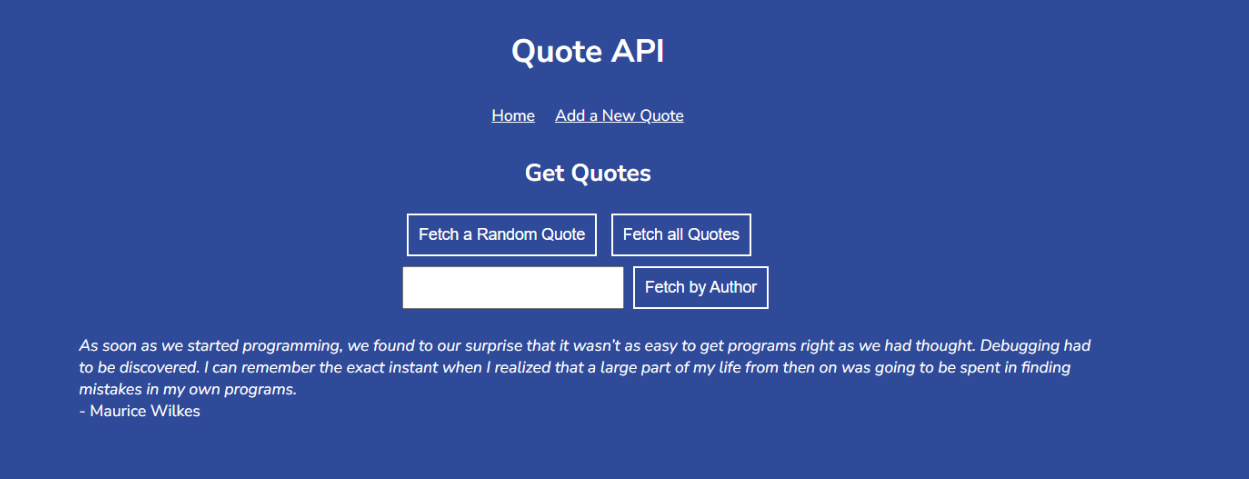 Quote API
Home Add a New Quote
Get Quotes
Fetch a Random Quote Fetch all Quotes
Fetch by Author
As soon as we started programming, we found to our surprise that it wasn't as easy to get programs right as we had thought. Debugging had
to be discovered. I can remember the exact instant when I realized that a large part of my life from then on was going to be spent in finding
mistakes in my own programs.
- Maurice Wilkes